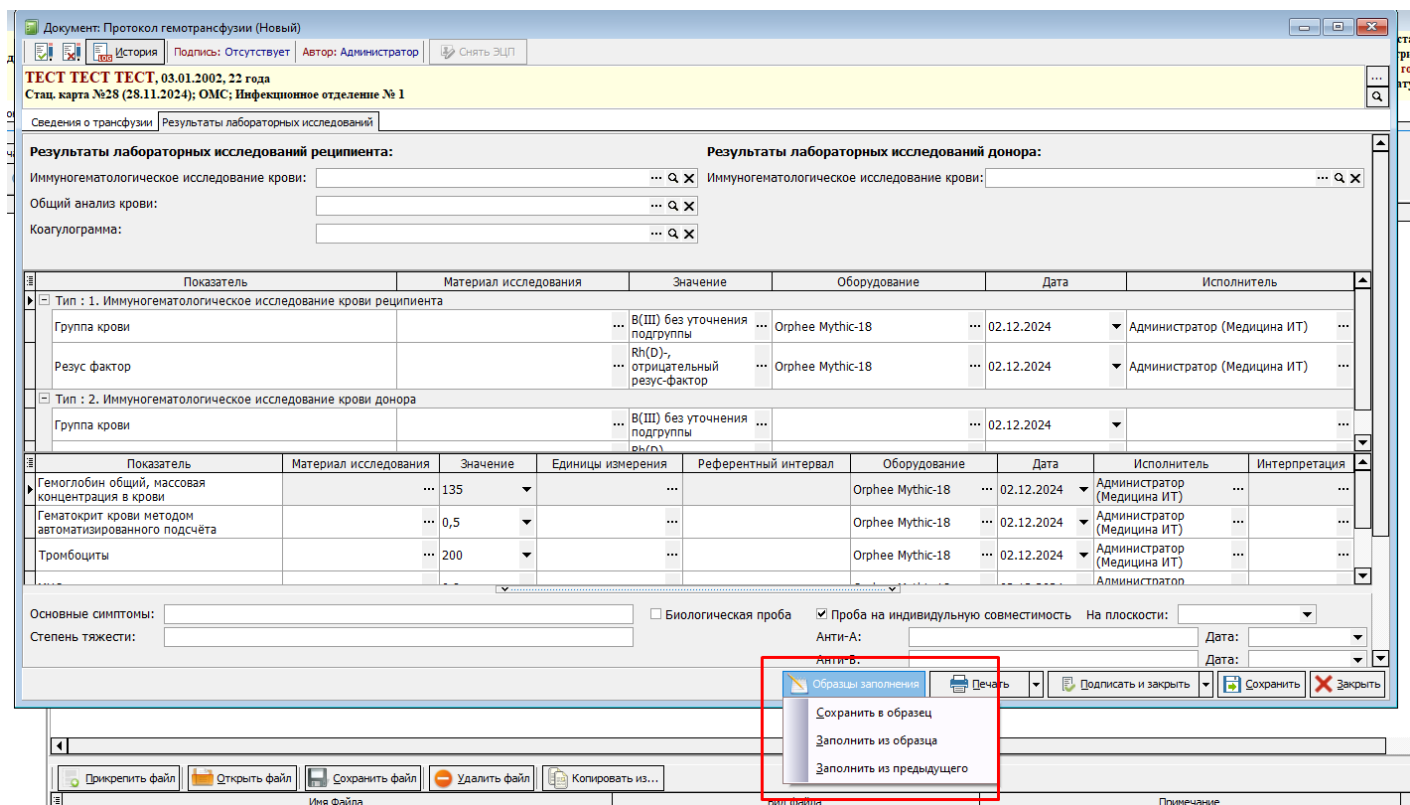 Документ: Протокол гемотрансфузии (Новый)
LOG История Подпись: Отсутствует Автор: Администратор Снять ЭЦП
ТЕСТ ТЕСТ ТЕСТ, 03.01.2002, 22 года
Стац. карта №28 (28.11.2024); ОМС; Инфекционное отделение № 1
Сведения о трансфузии Результаты лабораторных исследований
Результаты лабораторных исследований реципиента: Результаты лабораторных исследований донора:
Иммуногематологическое исследование крови: Иммуногематологическое исследование крови:
Общий анализ крови:
Коагулограмма:
Показатель Материал исследования Значение Оборудование Дата Исполнитель
Тип : 1. Иммуногематологическое исследование крови реципиента
Группа крови B(III) без уточнения подгруппы Orphee Mythic-18 02.12.2024 Администратор (Медицина ИТ)
Резус фактор Rh(D)-, отрицательный резус-фактор Orphee Mythic-18 02.12.2024 Администратор (Медицина ИТ)
Тип : 2. Иммуногематологическое исследование крови донора
Группа крови B(III) без уточнения подгруппы 02.12.2024
Показатель Материал исследования Значение Единицы измерения Референтный интервал Оборудование Дата Исполнитель Интерпретация
Гемоглобин общий, массовая концентрация в крови 135 Orphee Mythic-18 02.12.2024 Администратор (Медицина ИТ)
Гематокрит крови методом автоматизированного подсчёта 0,5 Orphee Mythic-18 02.12.2024 Администратор (Медицина ИТ)
Тромбоциты 200 Orphee Mythic-18 02.12.2024 Администратор (Медицина ИТ)
Администратор
Основные симптомы: Биологическая проба Проба на индивидульную совместимость На плоскости:
Степень тяжести: Анти-А: Дата:
Анти-В: Дата:
Образцы заполнения Печать Подписать и закрыть Сохранить Закрыть
Сохранить в образец
Заполнить из образца
Заполнить из предыдущего
Прикрепить файл Открыть файл Сохранить файл Удалить файл Копировать из...
Имя Файла Вид файла Примечание